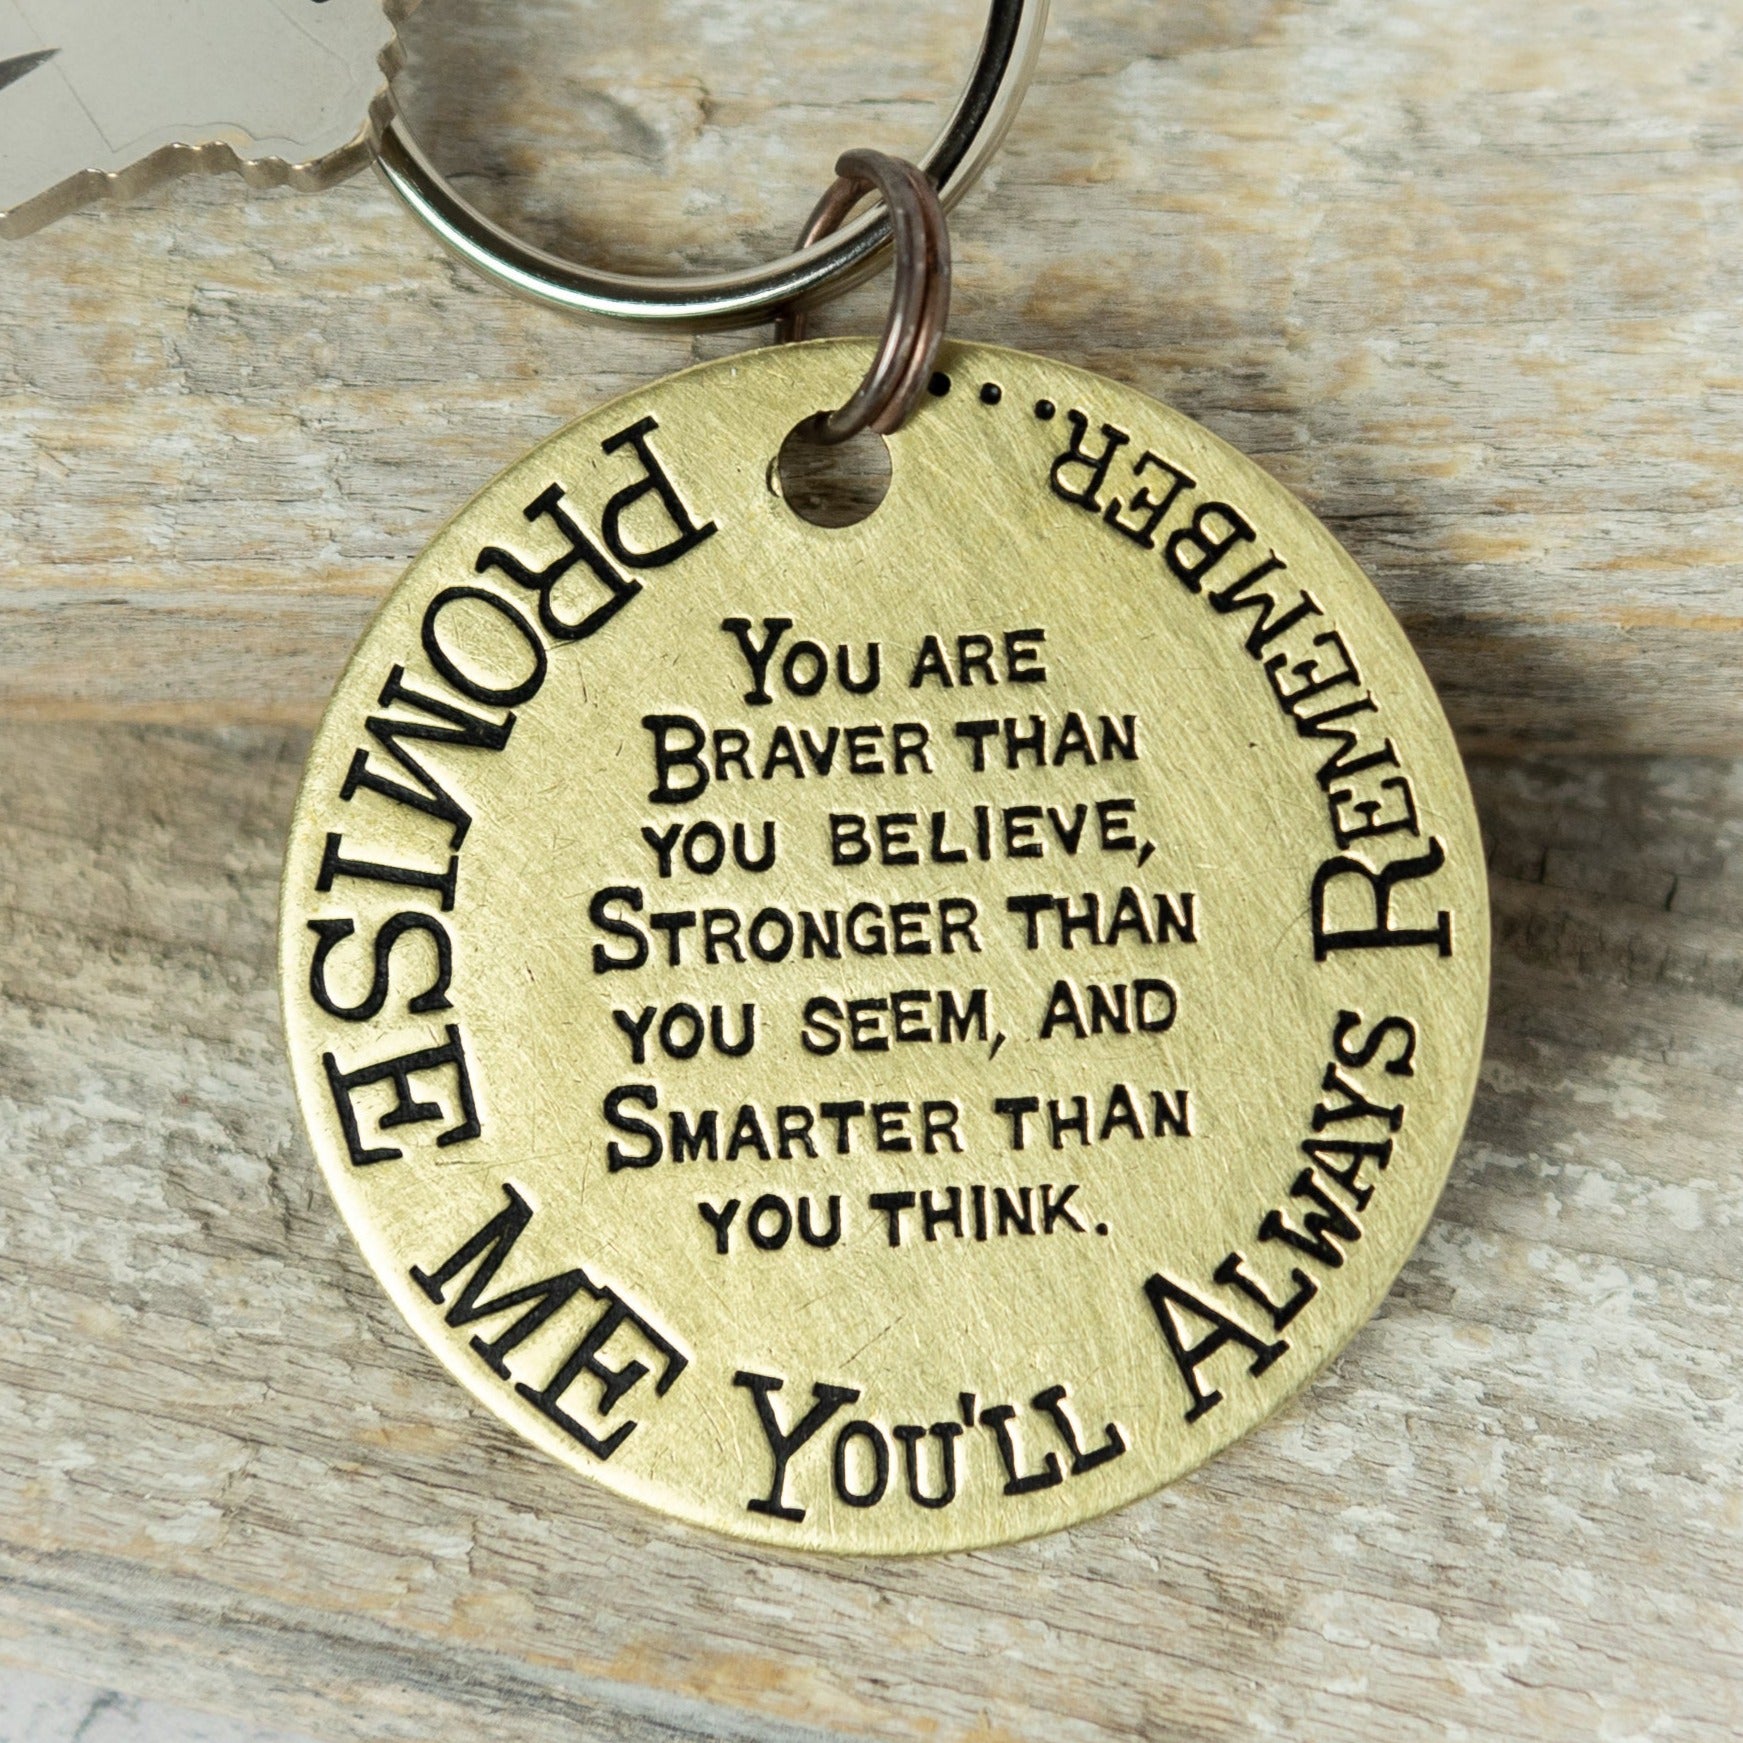 PROMISE ME YOU'LL ALWAYS REMEMBER....
YOU ARE
BRAVER THAN
YOU BELIEVE,
STRONGER THAN
YOU SEEM, AND
SMARTER THAN
YOU THINK.